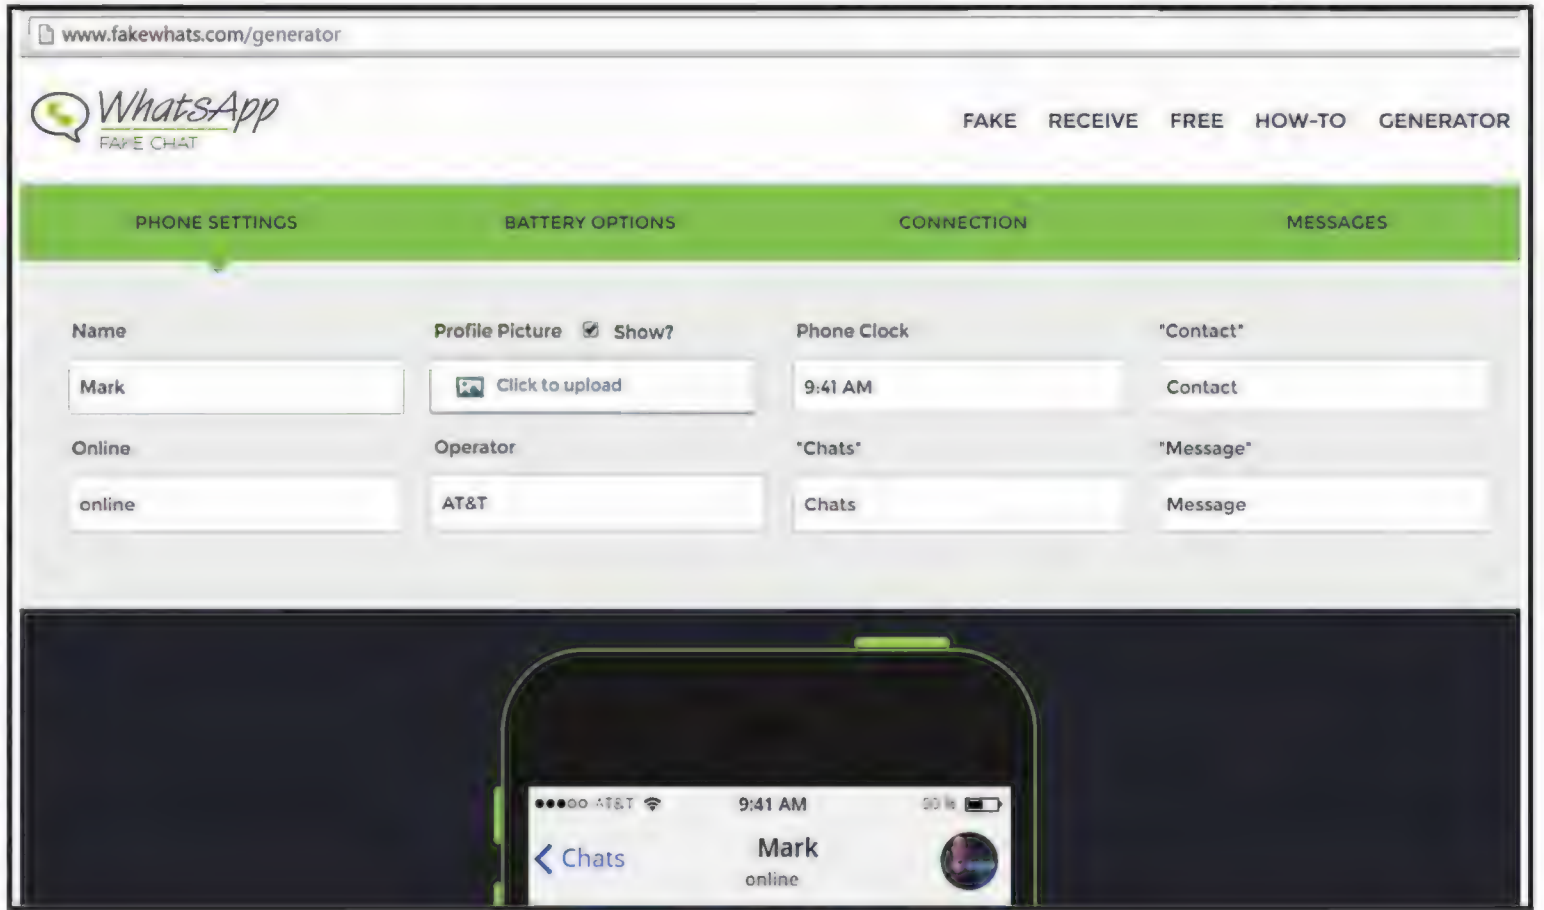 www.fakewhats.com/generator
WhatsApp
FAKE CHAT
FAKE RECEIVE FREE HOW-TO GENERATOR
PHONE SETTINGS BATTERY OPTIONS CONNECTION MESSAGES
Name Profile Picture Show? Phone Clock "Contact"
Mark Click to upload 9:41 AM Contact
Online Operator "Chats" "Message"
online AT&T Chats Message
AT&T 9:41 AM
Chats Mark
online